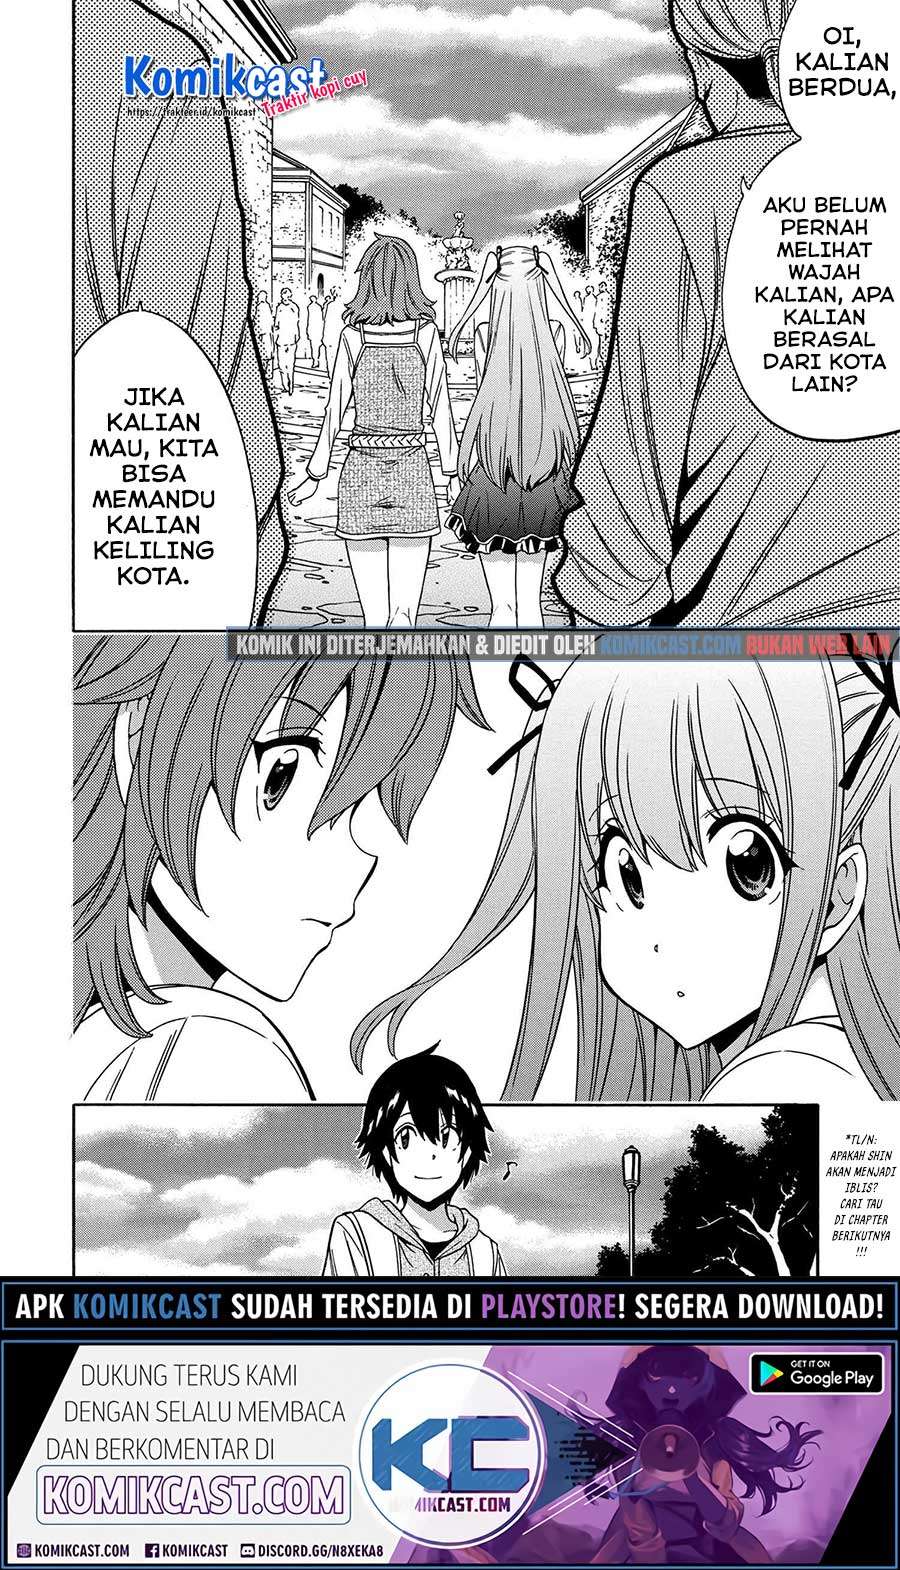 OI,
KALIAN
BERDUA,
Komikcast
Traktir kopi cuy
https://trakteer.id/komikcast
AKU BELUM
PERNAH
MELIHAT
WAJAH
KALIAN, APA
KALIAN
BERASAL
DARI KOTA
LAIN?
JIKA
KALIAN
MAU, KITA
BISA
MEMANDU
KALIAN
KELILING
KOTA.
KOMIK INI DITERJEMAHKAN & DIEDIT OLEH KOMIKCAST.COM BUKAN WEB LAIN
*TL/N:
APAKAH SHIN
AKAN MENJADI
IBLIS?
CARI TAU
DI CHAPTER
BERIKUTNYA
!!!
APK KOMIKCAST SUDAH TERSEDIA DI PLAYSTORE! SEGERA DOWNLOAD!
DUKUNG TERUS KAMI
DENGAN SELALU MEMBACA
DAN BERKOMENTAR DI
KOMIKCAST.COM
KC
KOMIKCAST.COM
GET IT ON
Google Play
KOMIKCAST.COM KOMIKCAST DISCORD.GG/N8XEKA8